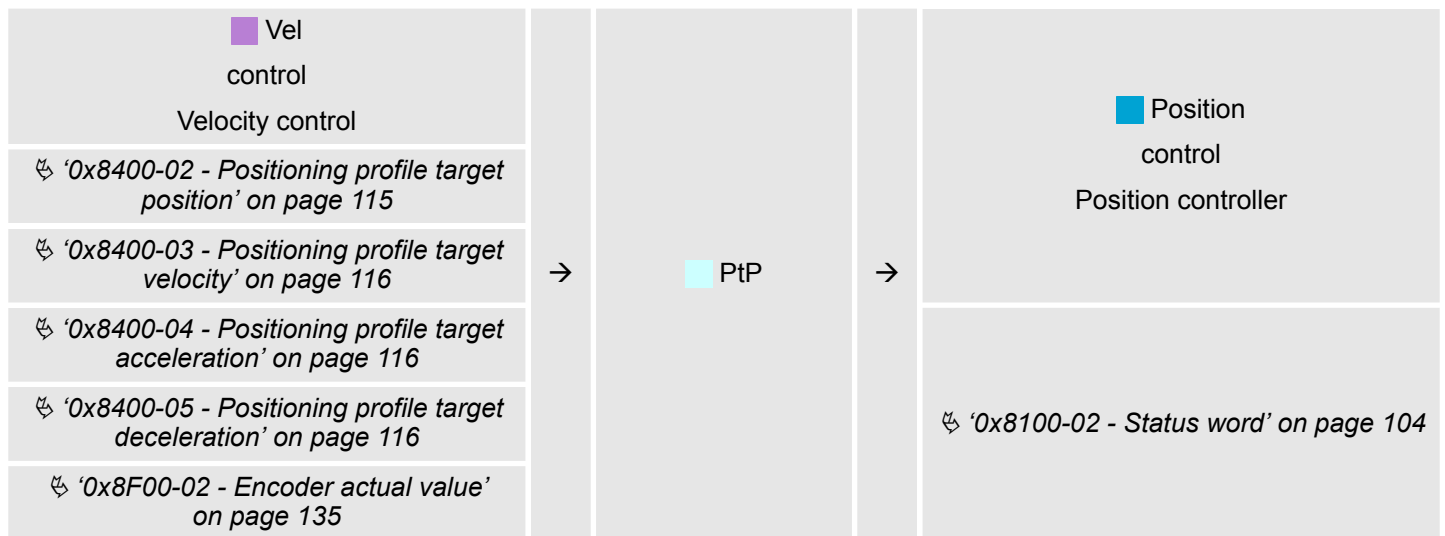 Vel
control
Velocity control
↳ ‘0x8400-02 - Positioning profile target
position’ on page 115
↳ ‘0x8400-03 - Positioning profile target
velocity’ on page 116
↳ ‘0x8400-04 - Positioning profile target
acceleration’ on page 116
↳ ‘0x8400-05 - Positioning profile target
deceleration’ on page 116
↳ ‘0x8F00-02 - Encoder actual value’
on page 135
→
PtP
→
Position
control
Position controller
↳ ‘0x8100-02 - Status word’ on page 104